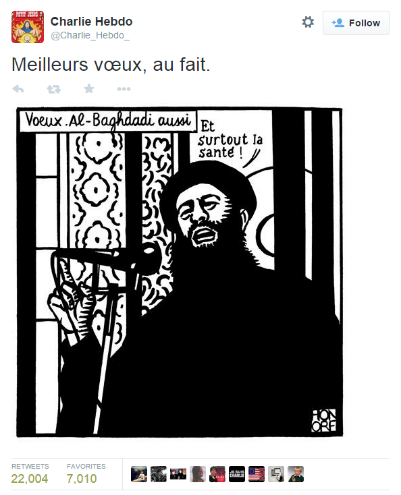 Charlie Hebdo
@Charlie_Hebdo_
Follow
Meilleurs vœux, au fait.
Voeux.Al-Baghdadi aussi
Et
surtout la
santé !
HON
ORÉ
RETWEETS
FAVORITES
22,004
7,010